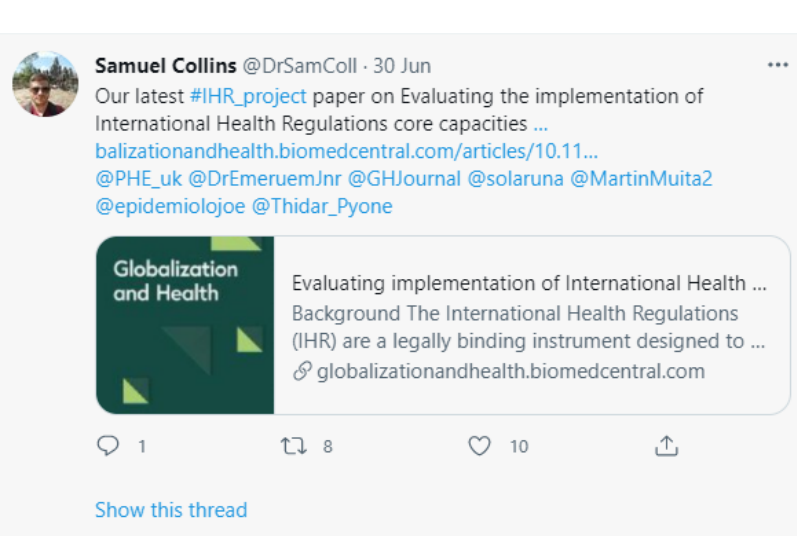 Samuel Collins @DrSamColl · 30 Jun
Our latest #IHR_project paper on Evaluating the implementation of
International Health Regulations core capacities ...
balizationandhealth.biomedcentral.com/articles/10.11...
@PHE_uk @DrEmeruemJnr @GHJournal @solaruna @MartinMuita2
@epidemiolojoe @Thidar_Pyone
Globalization
and Health
Evaluating implementation of International Health ...
Background The International Health Regulations
(IHR) are a legally binding instrument designed to ...
globalizationandhealth.biomedcentral.com
1 8 10
Show this thread